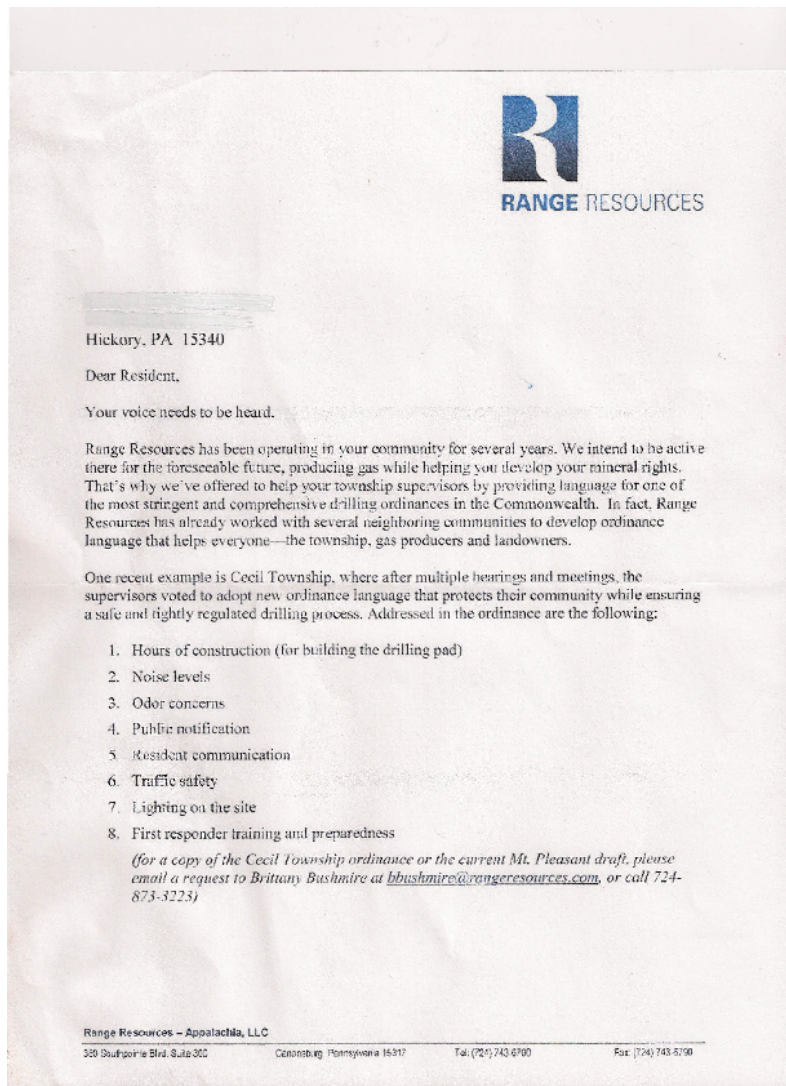 RANGE RESOURCES
Hickory, PA 15340
Dear Resident,
Your voice needs to be heard.
Range Resources has been operating in your community for several years. We intend to be active
there for the foreseeable future, producing gas while helping you develop your mineral rights.
That's why we've offered to help your township supervisors by providing language for one of
the most stringent and comprehensive drilling ordinances in the Commonwealth. In fact, Range
Resources has already worked with several neighboring communities to develop ordinance
language that helps everyone—the township, gas producers and landowners.
One recent example is Cecil Township, where after multiple hearings and meetings, the
supervisors voted to adopt new ordinance language that protects their community while ensuring
a safe and tightly regulated drilling process. Addressed in the ordinance are the following:
1. Hours of construction (for building the drilling pad)
2. Noise levels
3. Odor concerns
4. Public notification
5. Resident communication
6. Traffic safety
7. Lighting on the site
8. First responder training and preparedness
(for a copy of the Cecil Township ordinance or the current Mt. Pleasant draft, please
email a request to Brittany Bushmire at bbushmire@rangeresources.com, or call 724-
873-3223)
Range Resources – Appalachia, LLC
380 Southpointe Blvd. Suite 300 Canonsburg, Pennsylvania 15317 Tel: (724) 743-6700 Fax: (724) 743-6790